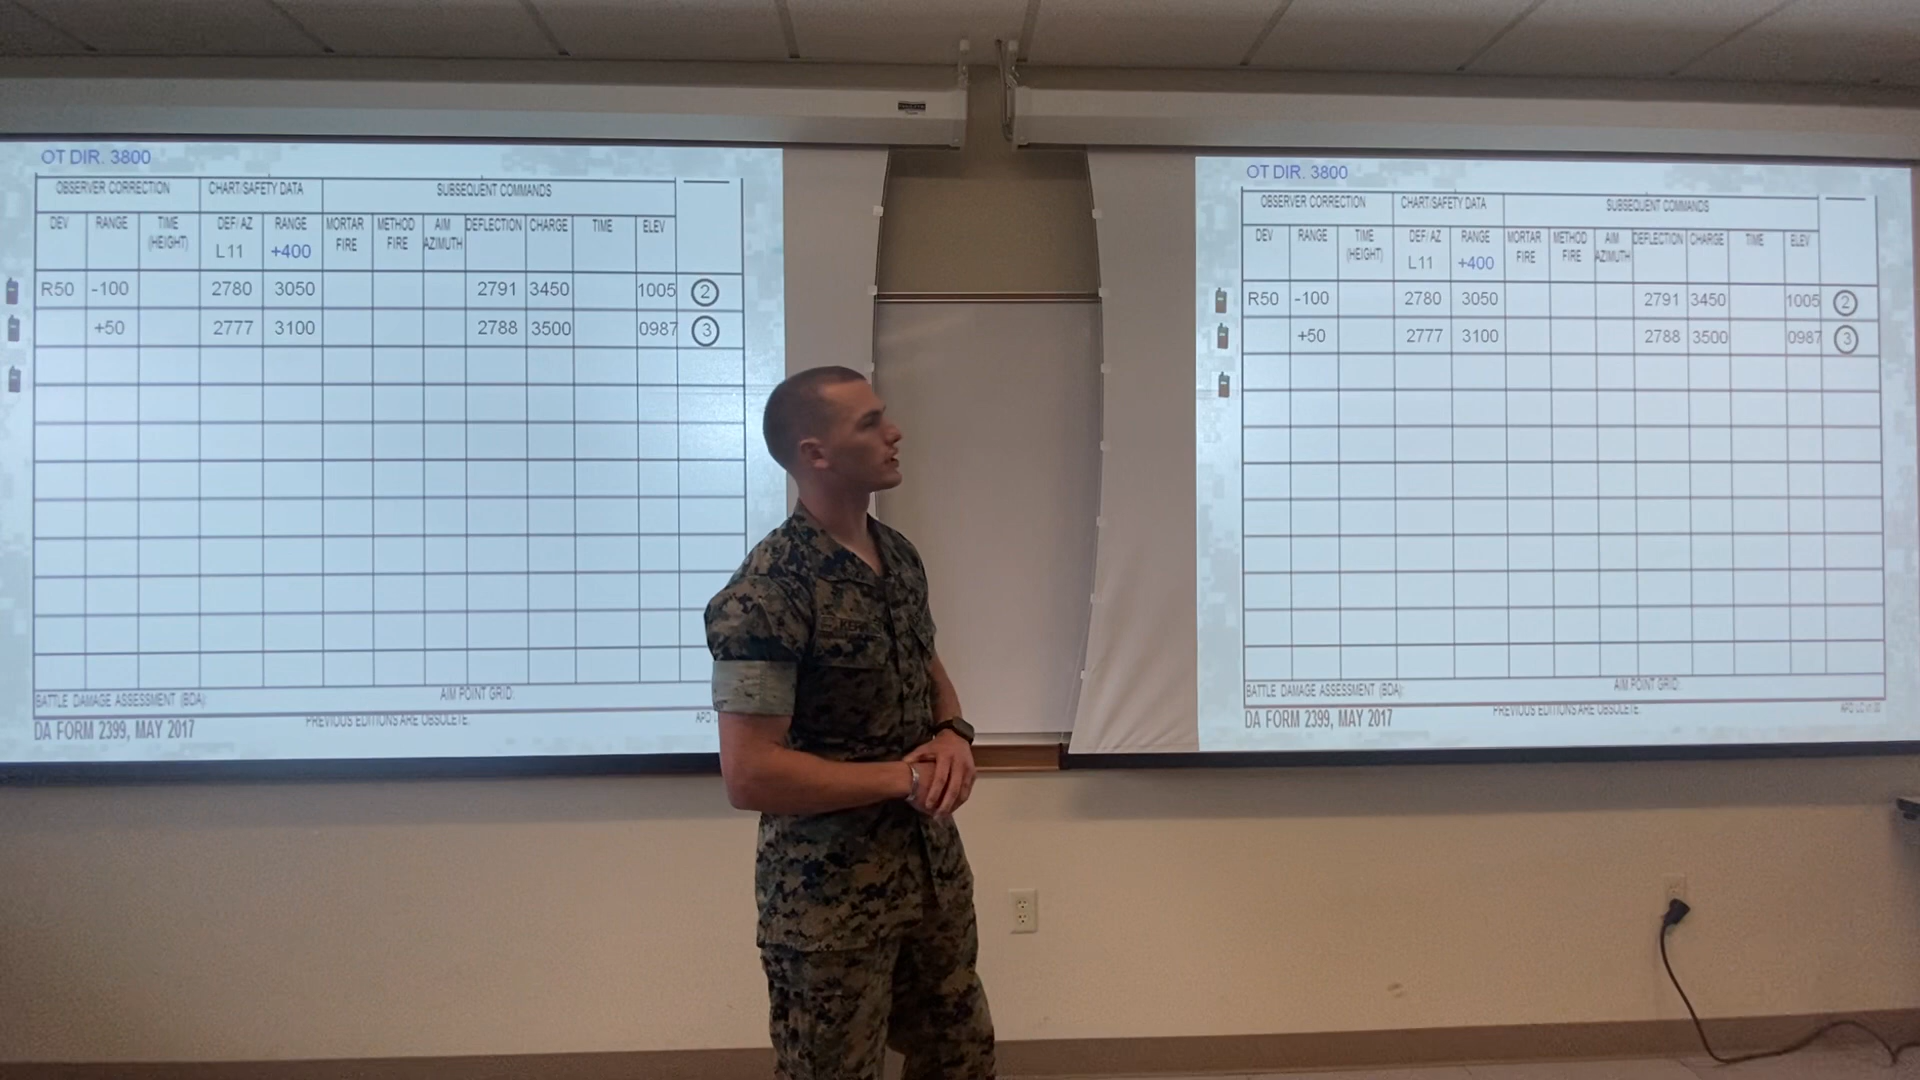 OT DIR. 3800
OBSERVER CORRECTION CHART/SAFETY DATA SUBSEQUENT COMMANDS
DEV RANGE TIME (HEIGHT) DEF/AZ RANGE MORTAR FIRE METHOD FIRE AIM AZIMUTH DEFLECTION CHARGE TIME ELEV
L11 +400
R50 -100 2780 3050 2791 3450 1005 2
+50 2777 3100 2788 3500 0987 3
BATTLE DAMAGE ASSESSMENT (BDA): AIM POINT GRID:
DA FORM 2399, MAY 2017 PREVIOUS EDITIONS ARE OBSOLETE. APD
OT DIR. 3800
OBSERVER CORRECTION CHART/SAFETY DATA SUBSEQUENT COMMANDS
DEV RANGE TIME (HEIGHT) DEF/AZ RANGE MORTAR FIRE METHOD FIRE AIM AZIMUTH DEFLECTION CHARGE TIME ELEV
L11 +400
R50 -100 2780 3050 2791 3450 1005 2
+50 2777 3100 2788 3500 0987 3
BATTLE DAMAGE ASSESSMENT (BDA): AIM POINT GRID:
DA FORM 2399, MAY 2017 PREVIOUS EDITIONS ARE OBSOLETE. APD